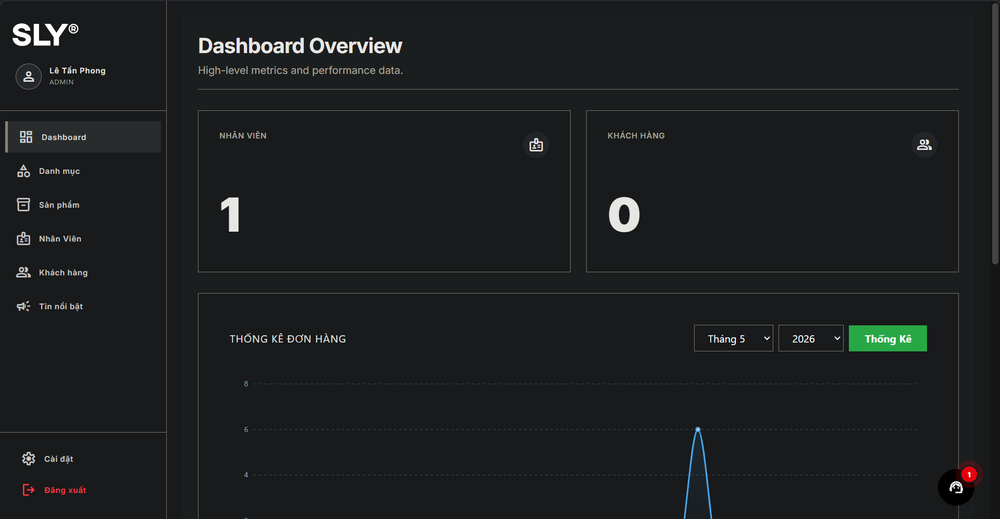 SLY®
Lê Tấn Phong
ADMIN
Dashboard
Danh mục
Sản phẩm
Nhân Viên
Khách hàng
Tin nổi bật
Cài đặt
Đăng xuất
Dashboard Overview
High-level metrics and performance data.
NHÂN VIÊN
1
KHÁCH HÀNG
0
THỐNG KÊ ĐƠN HÀNG
Tháng 5
2026
Thống Kê
8
6
4
1